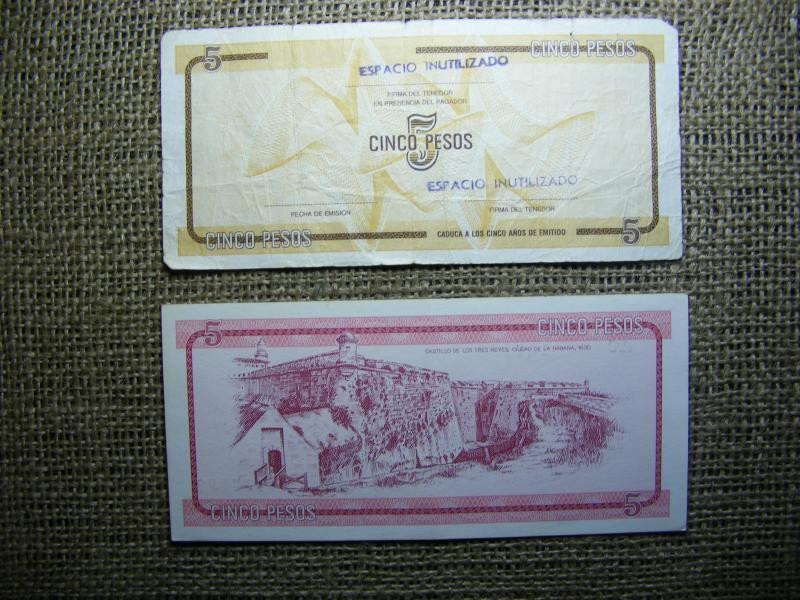 5 CINCO PESOS
ESPACIO INUTILIZADO
FIRMA DEL TENEDOR
EN PRESENCIA DEL PAGADOR
5
CINCO PESOS
ESPACIO INUTILIZADO
FECHA DE EMISION FIRMA DEL TENEDOR
CINCO PESOS CADUCA A LOS CINCO AÑOS DE EMITIDO 5
5 CINCO PESOS
CASTILLO DE LOS TRES REYES, CIUDAD DE LA HABANA, 1630
CINCO PESOS 5